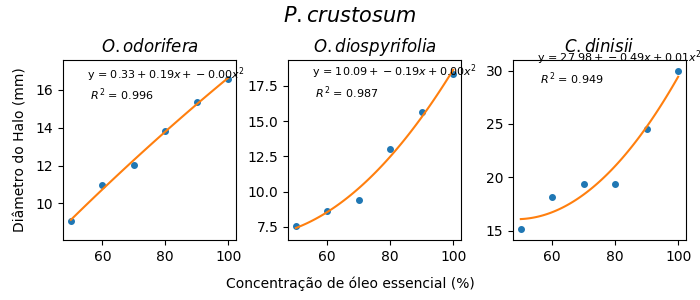 P. crustosum
O. odorifera
O. diospyrifolia
C. dinisii
y = 0.33 + 0.19x + −0.00x²
R² = 0.996
y = 10.09 + −0.19x + 0.00x²
R² = 0.987
y = 27.98 + −0.49x + 0.01x²
R² = 0.949
Diâmetro do Halo (mm)
16
14
12
10
17.5
15.0
12.5
10.0
7.5
30
25
20
15
60 80 100
60 80 100
60 80 100
Concentração de óleo essencial (%)